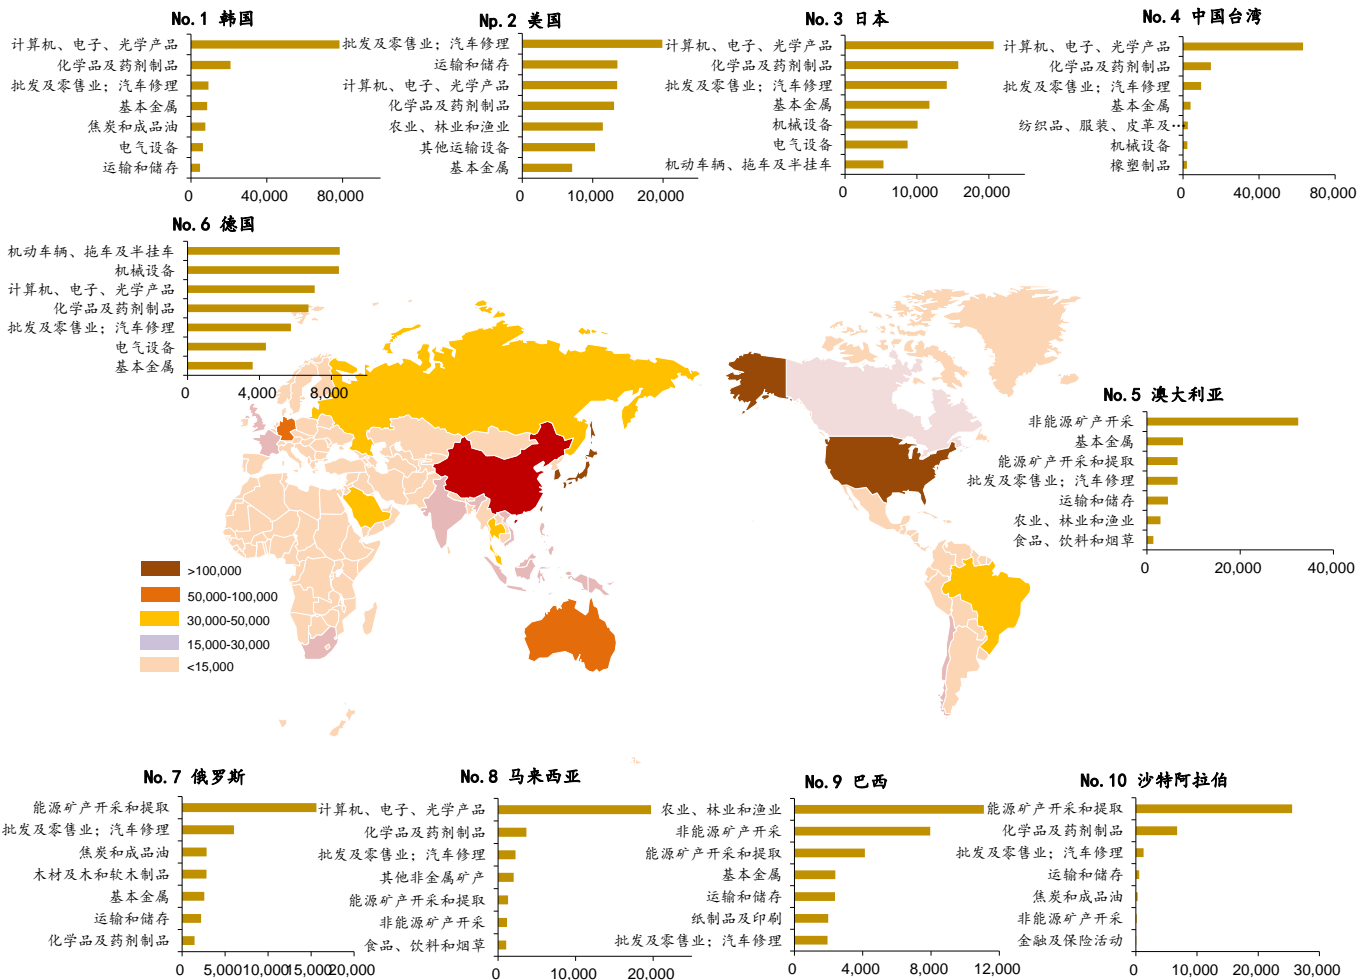 No.1 韩国
计算机、电子、光学产品
化学品及药剂制品
批发及零售业；汽车修理
基本金属
焦炭和成品油
电气设备
运输和储存
0 40,000 80,000
Np.2 美国
批发及零售业；汽车修理
运输和储存
计算机、电子、光学产品
化学品及药剂制品
农业、林业和渔业
其他运输设备
基本金属
0 10,000 20,000
No.3 日本
计算机、电子、光学产品
化学品及药剂制品
批发及零售业；汽车修理
基本金属
机械设备
电气设备
机动车辆、拖车及半挂车
0 10,000 20,000
No.4 中国台湾
计算机、电子、光学产品
化学品及药剂制品
批发及零售业；汽车修理
基本金属
纺织品、服装、皮革及…
机械设备
橡塑制品
0 40,000 80,000
No.6 德国
机动车辆、拖车及半挂车
机械设备
计算机、电子、光学产品
化学品及药剂制品
批发及零售业；汽车修理
电气设备
基本金属
0 4,000 8,000
No.5 澳大利亚
非能源矿产开采
基本金属
能源矿产开采和提取
批发及零售业；汽车修理
运输和储存
农业、林业和渔业
食品、饮料和烟草
0 20,000 40,000
>100,000
50,000-100,000
30,000-50,000
15,000-30,000
<15,000
No.7 俄罗斯
能源矿产开采和提取
批发及零售业；汽车修理
焦炭和成品油
木材及木和软木制品
基本金属
运输和储存
化学品及药剂制品
0 5,000 10,000 15,000 20,000
No.8 马来西亚
计算机、电子、光学产品
化学品及药剂制品
批发及零售业；汽车修理
其他非金属矿产
能源矿产开采和提取
非能源矿产开采
食品、饮料和烟草
0 10,000 20,000
No.9 巴西
农业、林业和渔业
非能源矿产开采
能源矿产开采和提取
基本金属
运输和储存
纸制品及印刷
批发及零售业；汽车修理
0 4,000 8,000 12,000
No.10 沙特阿拉伯
能源矿产开采和提取
化学品及药剂制品
批发及零售业；汽车修理
运输和储存
焦炭和成品油
非能源矿产开采
金融及保险活动
0 10,000 20,000 30,000